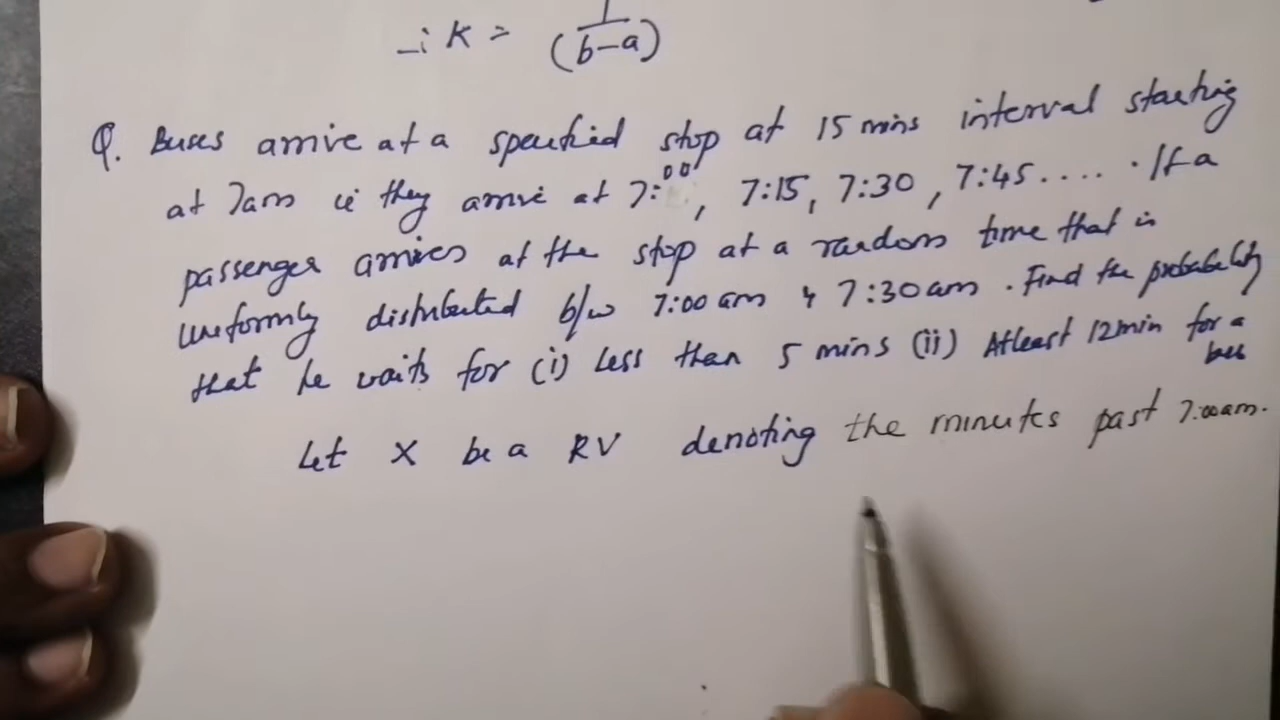 ∴ K = 1/(b-a)
Q. Buses arrive at a specified stop at 15 mins interval starting
at 7am ie they arrive at 7:00, 7:15, 7:30, 7:45.... . If a
passenger arrives at the stop at a random time that is
uniformly distributed b/w 7:00 am & 7:30 am . Find the probability
that he waits for (i) Less than 5 mins (ii) Atleast 12 min for a
bus
Let X be a RV denoting the minutes past 7:00am.